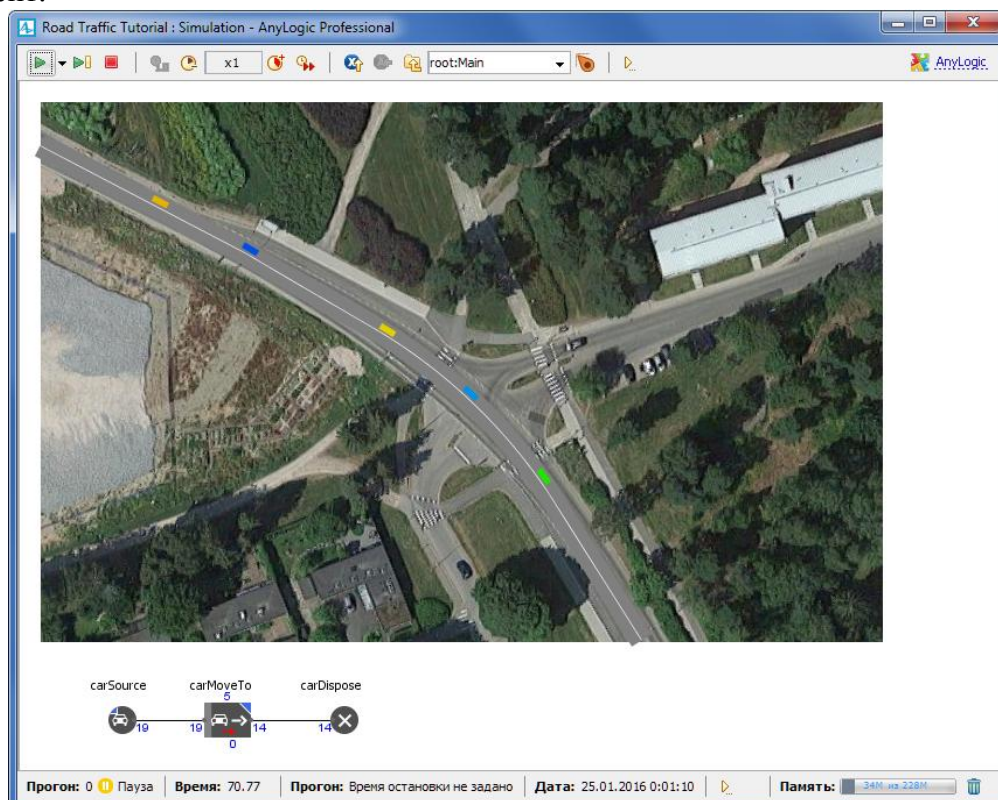 ент.
Road Traffic Tutorial : Simulation - AnyLogic Professional
x1 root:Main AnyLogic
carSource carMoveTo carDispose
5
19 19 14 14
0
Прогон: 0 Пауза Время: 70.77 Прогон: Время остановки не задано Дата: 25.01.2016 0:01:10 Память: 34M из 228M